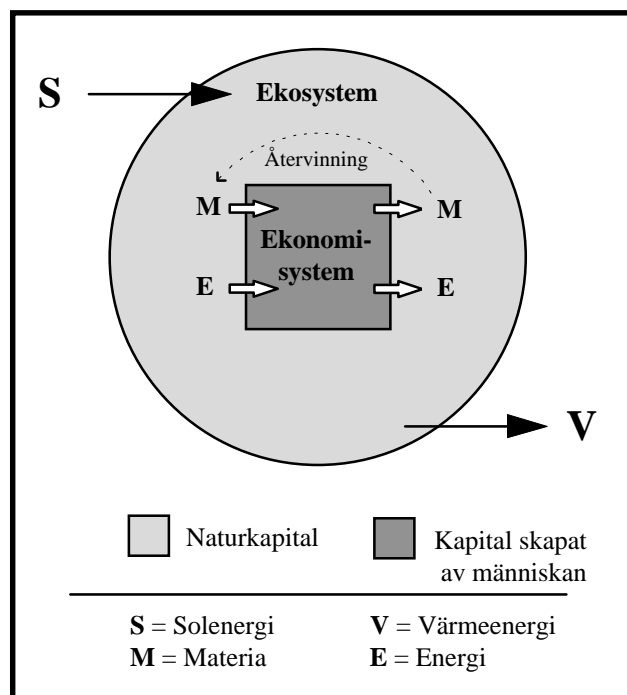 S
Ekosystem
Återvinning
M
M
Ekonomi-
system
E
E
V
Naturkapital
Kapital skapat
av människan
S = Solenergi
V = Värmeenergi
M = Materia
E = Energi